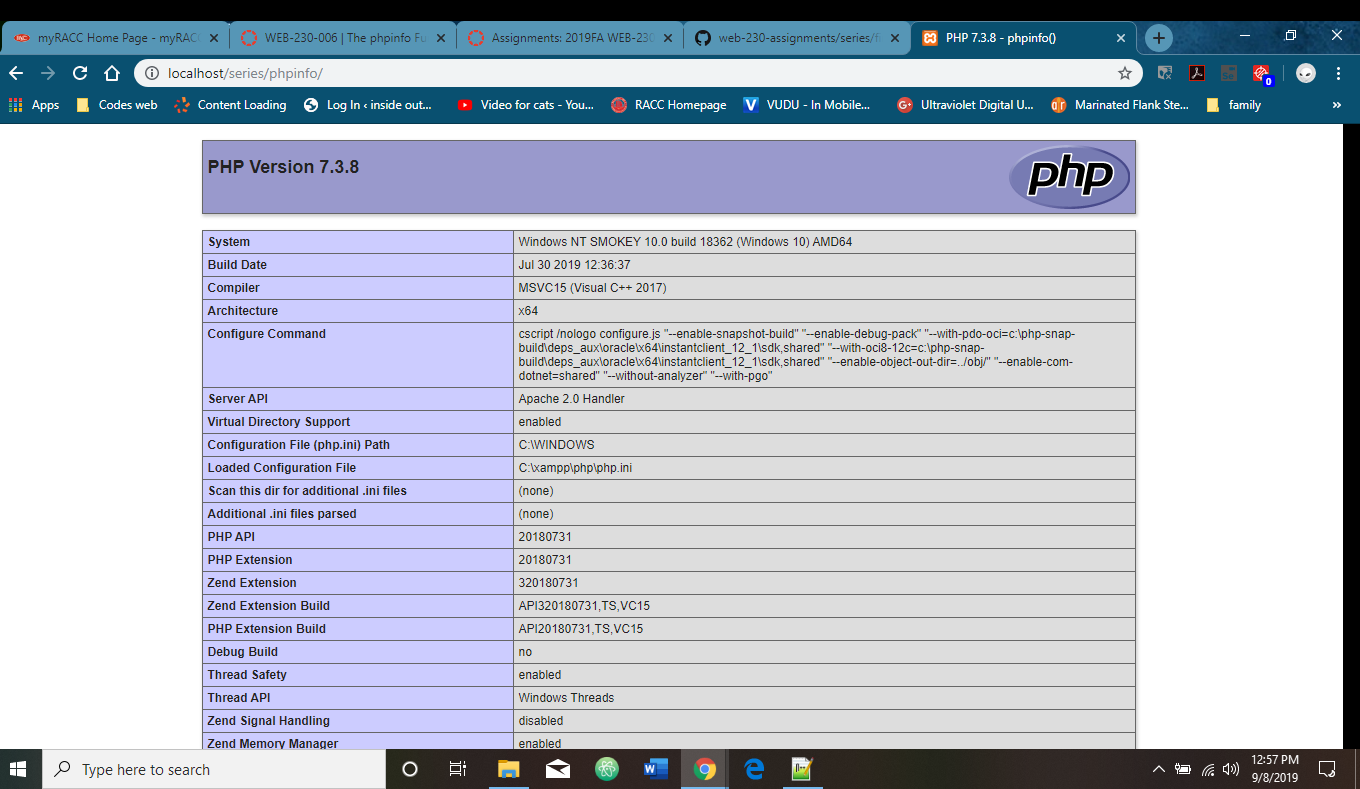 myRACC Home Page - myRAC
WEB-230-006 | The phpinfo Fu
Assignments: 2019FA WEB-230
web-230-assignments/series/f
PHP 7.3.8 - phpinfo()
localhost/series/phpinfo/
0
Apps
Codes web
Content Loading
Log In ‹ inside out...
Video for cats - You...
RACC Homepage
VUDU - In Mobile...
Ultraviolet Digital U...
Marinated Flank Ste...
family
»
PHP Version 7.3.8
php
System Windows NT SMOKEY 10.0 build 18362 (Windows 10) AMD64
Build Date Jul 30 2019 12:36:37
Compiler MSVC15 (Visual C++ 2017)
Architecture x64
Configure Command cscript /nologo configure.js "--enable-snapshot-build" "--enable-debug-pack" "--with-pdo-oci=c:\php-snap-
build\deps_aux\oracle\x64\instantclient_12_1\sdk,shared" "--with-oci8-12c=c:\php-snap-
build\deps_aux\oracle\x64\instantclient_12_1\sdk,shared" "--enable-object-out-dir=../obj/" "--enable-com-
dotnet=shared" "--without-analyzer" "--with-pgo"
Server API Apache 2.0 Handler
Virtual Directory Support enabled
Configuration File (php.ini) Path C:\WINDOWS
Loaded Configuration File C:\xampp\php\php.ini
Scan this dir for additional .ini files (none)
Additional .ini files parsed (none)
PHP API 20180731
PHP Extension 20180731
Zend Extension 320180731
Zend Extension Build API320180731,TS,VC15
PHP Extension Build API20180731,TS,VC15
Debug Build no
Thread Safety enabled
Thread API Windows Threads
Zend Signal Handling disabled
Zend Memory Manager enabled
Type here to search
12:57 PM
9/8/2019